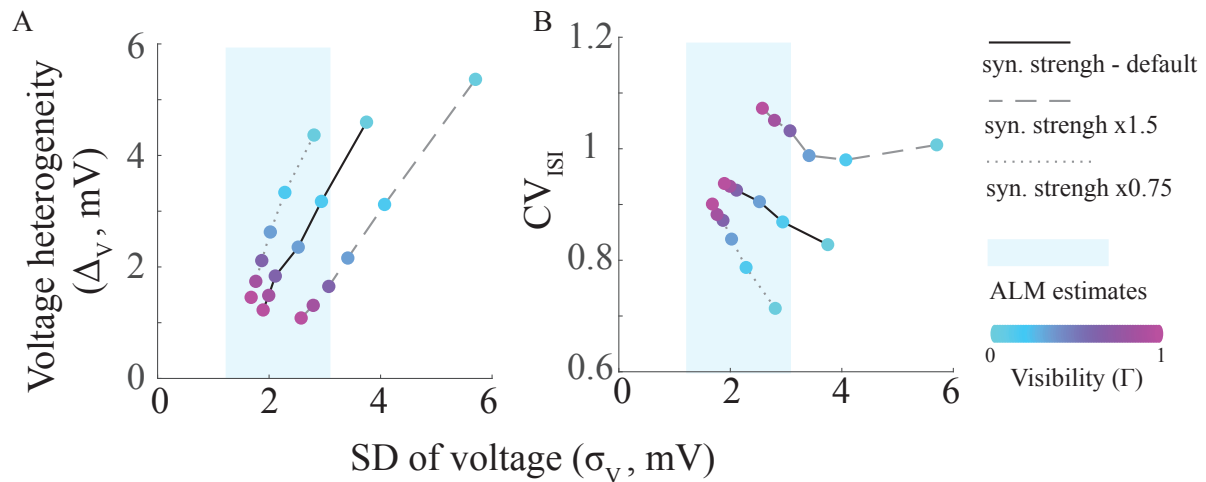 A
B
Voltage heterogeneity
(Δ_V, mV)
6
4
2
0
0
2
4
6
CV_ISI
1.2
1
0.8
0.6
0
2
4
6
SD of voltage (σ_V, mV)
syn. strengh - default
syn. strengh x1.5
syn. strengh x0.75
ALM estimates
0
1
Visibility (Γ)